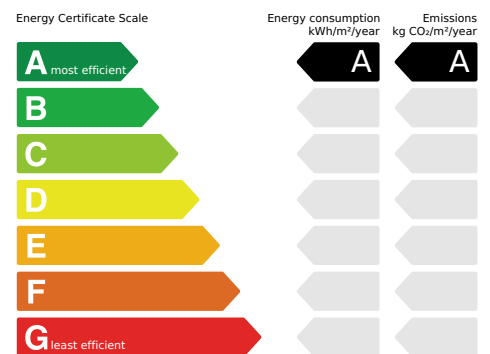 Energy Certificate Scale
Energy consumption
kWh/m²/year
Emissions
kg CO₂/m²/year
A most efficient
A
A
B
C
D
E
F
G least efficient